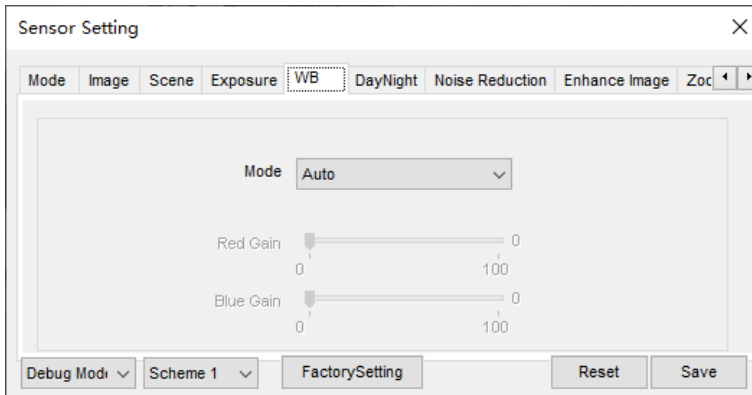 Sensor Setting
Mode Image Scene Exposure WB DayNight Noise Reduction Enhance Image
Mode Auto
Red Gain 0
0 100
Blue Gain 0
0 100
Debug Scheme 1 FactorySetting Reset Save